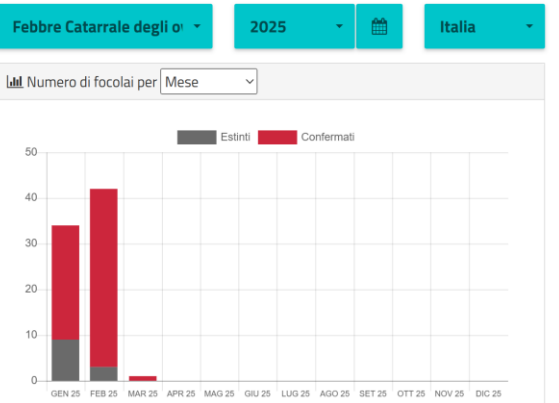 Febbre Catarrale degli o
2025
Italia
Numero di focolai per Mese
Estinti Confermati
50
40
30
20
10
0
GEN 25 FEB 25 MAR 25 APR 25 MAG 25 GIU 25 LUG 25 AGO 25 SET 25 OTT 25 NOV 25 DIC 25